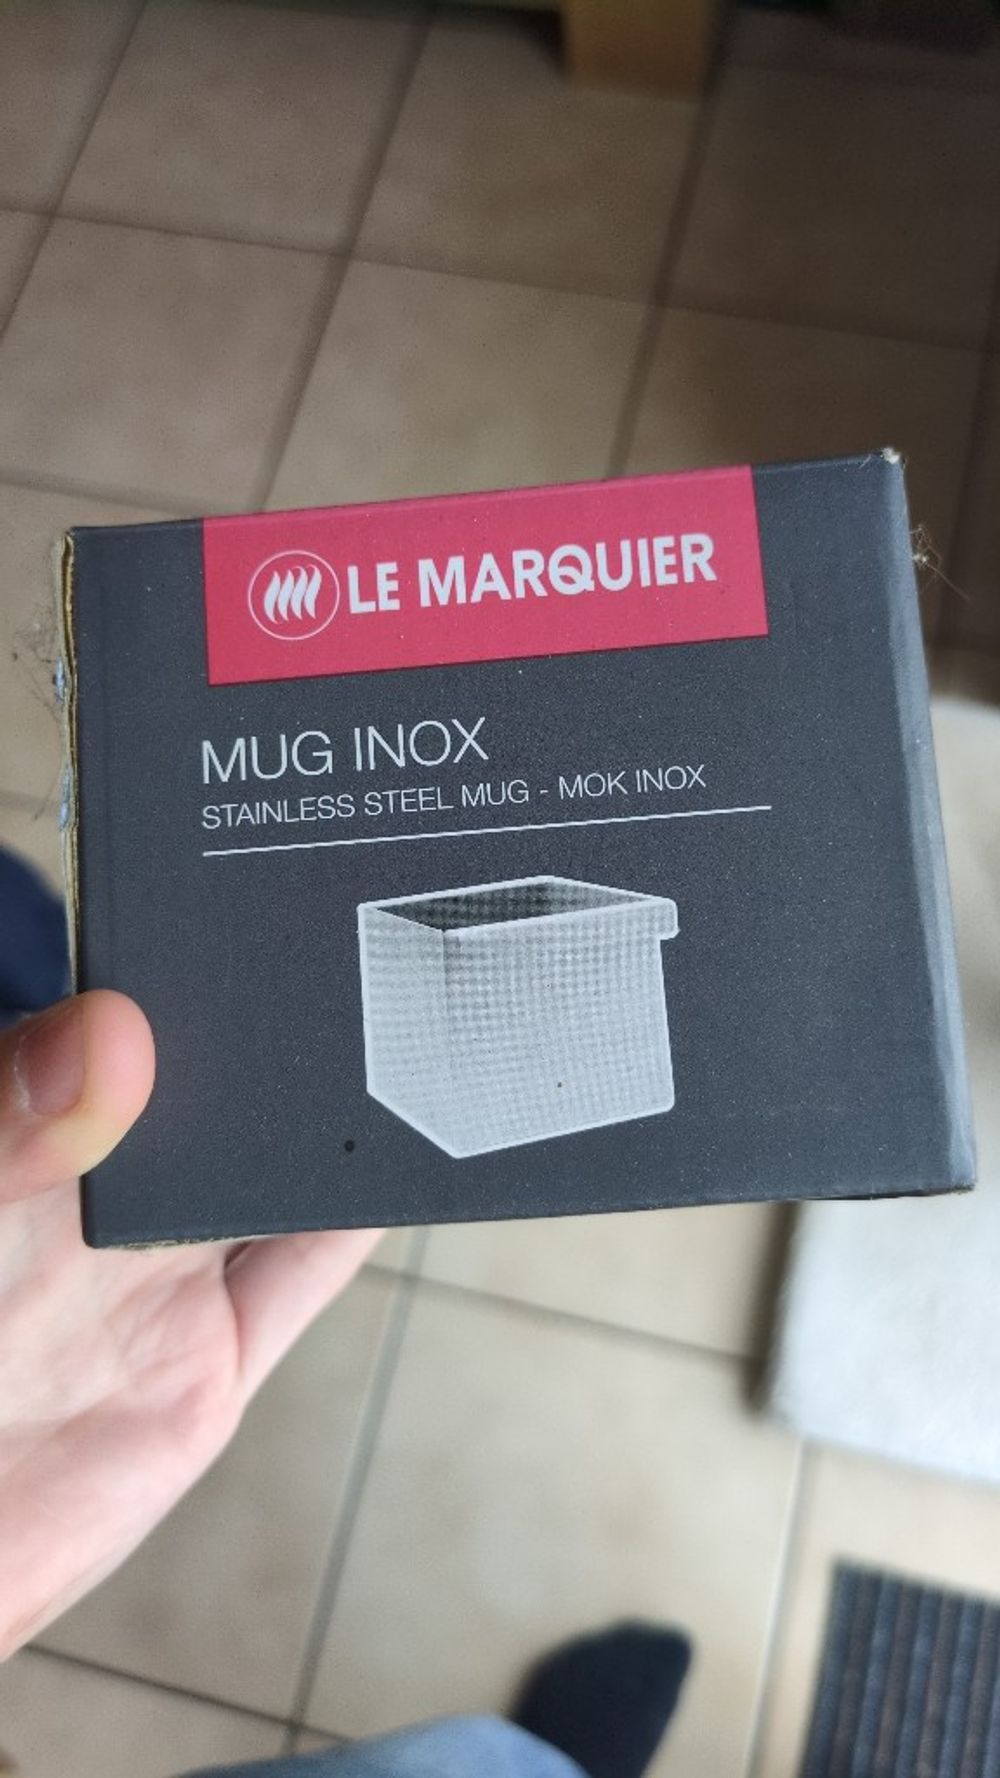 LE MARQUIER
MUG INOX
STAINLESS STEEL MUG - MOK INOX